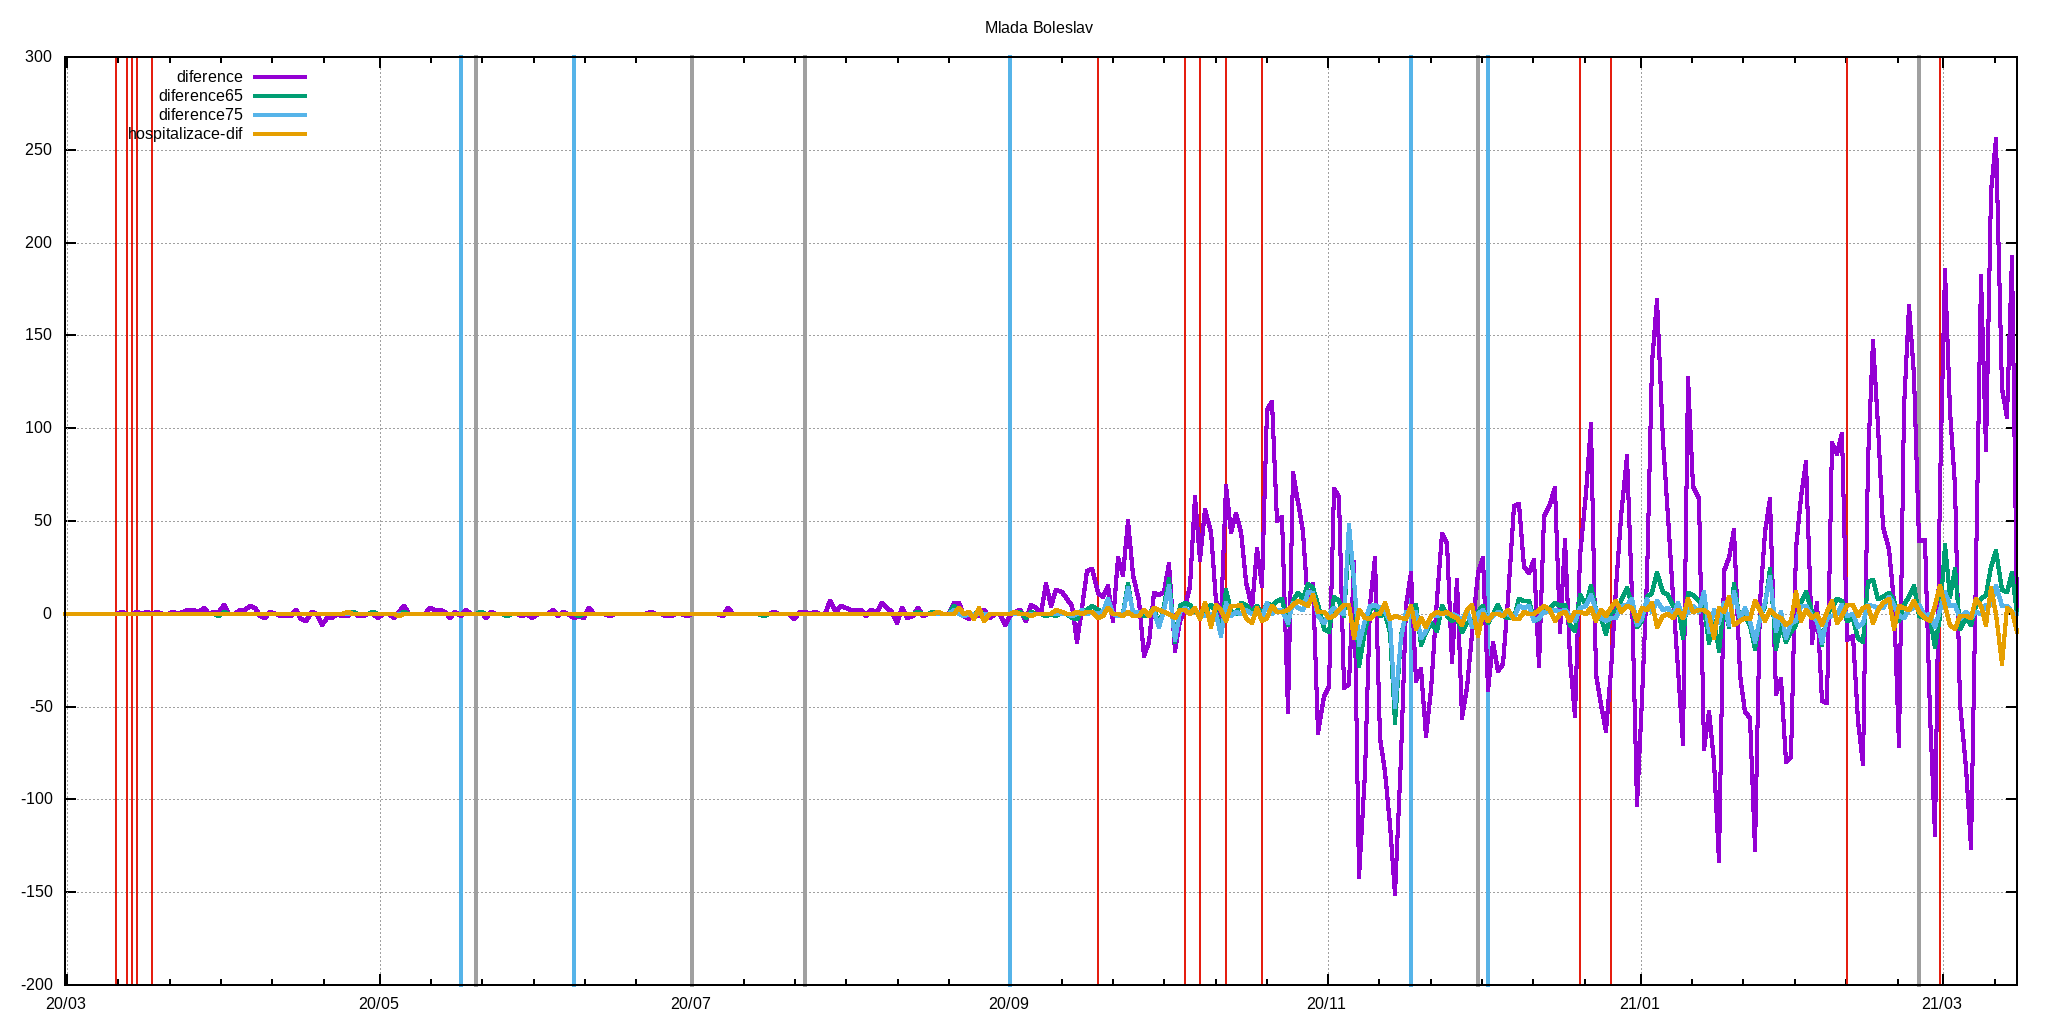 Mlada Boleslav
300
diference
diference65
diference75
hospitalizace-dif
250
200
150
100
50
0
-50
-100
-150
-200
20/03 20/05 20/07 20/09 20/11 21/01 21/03